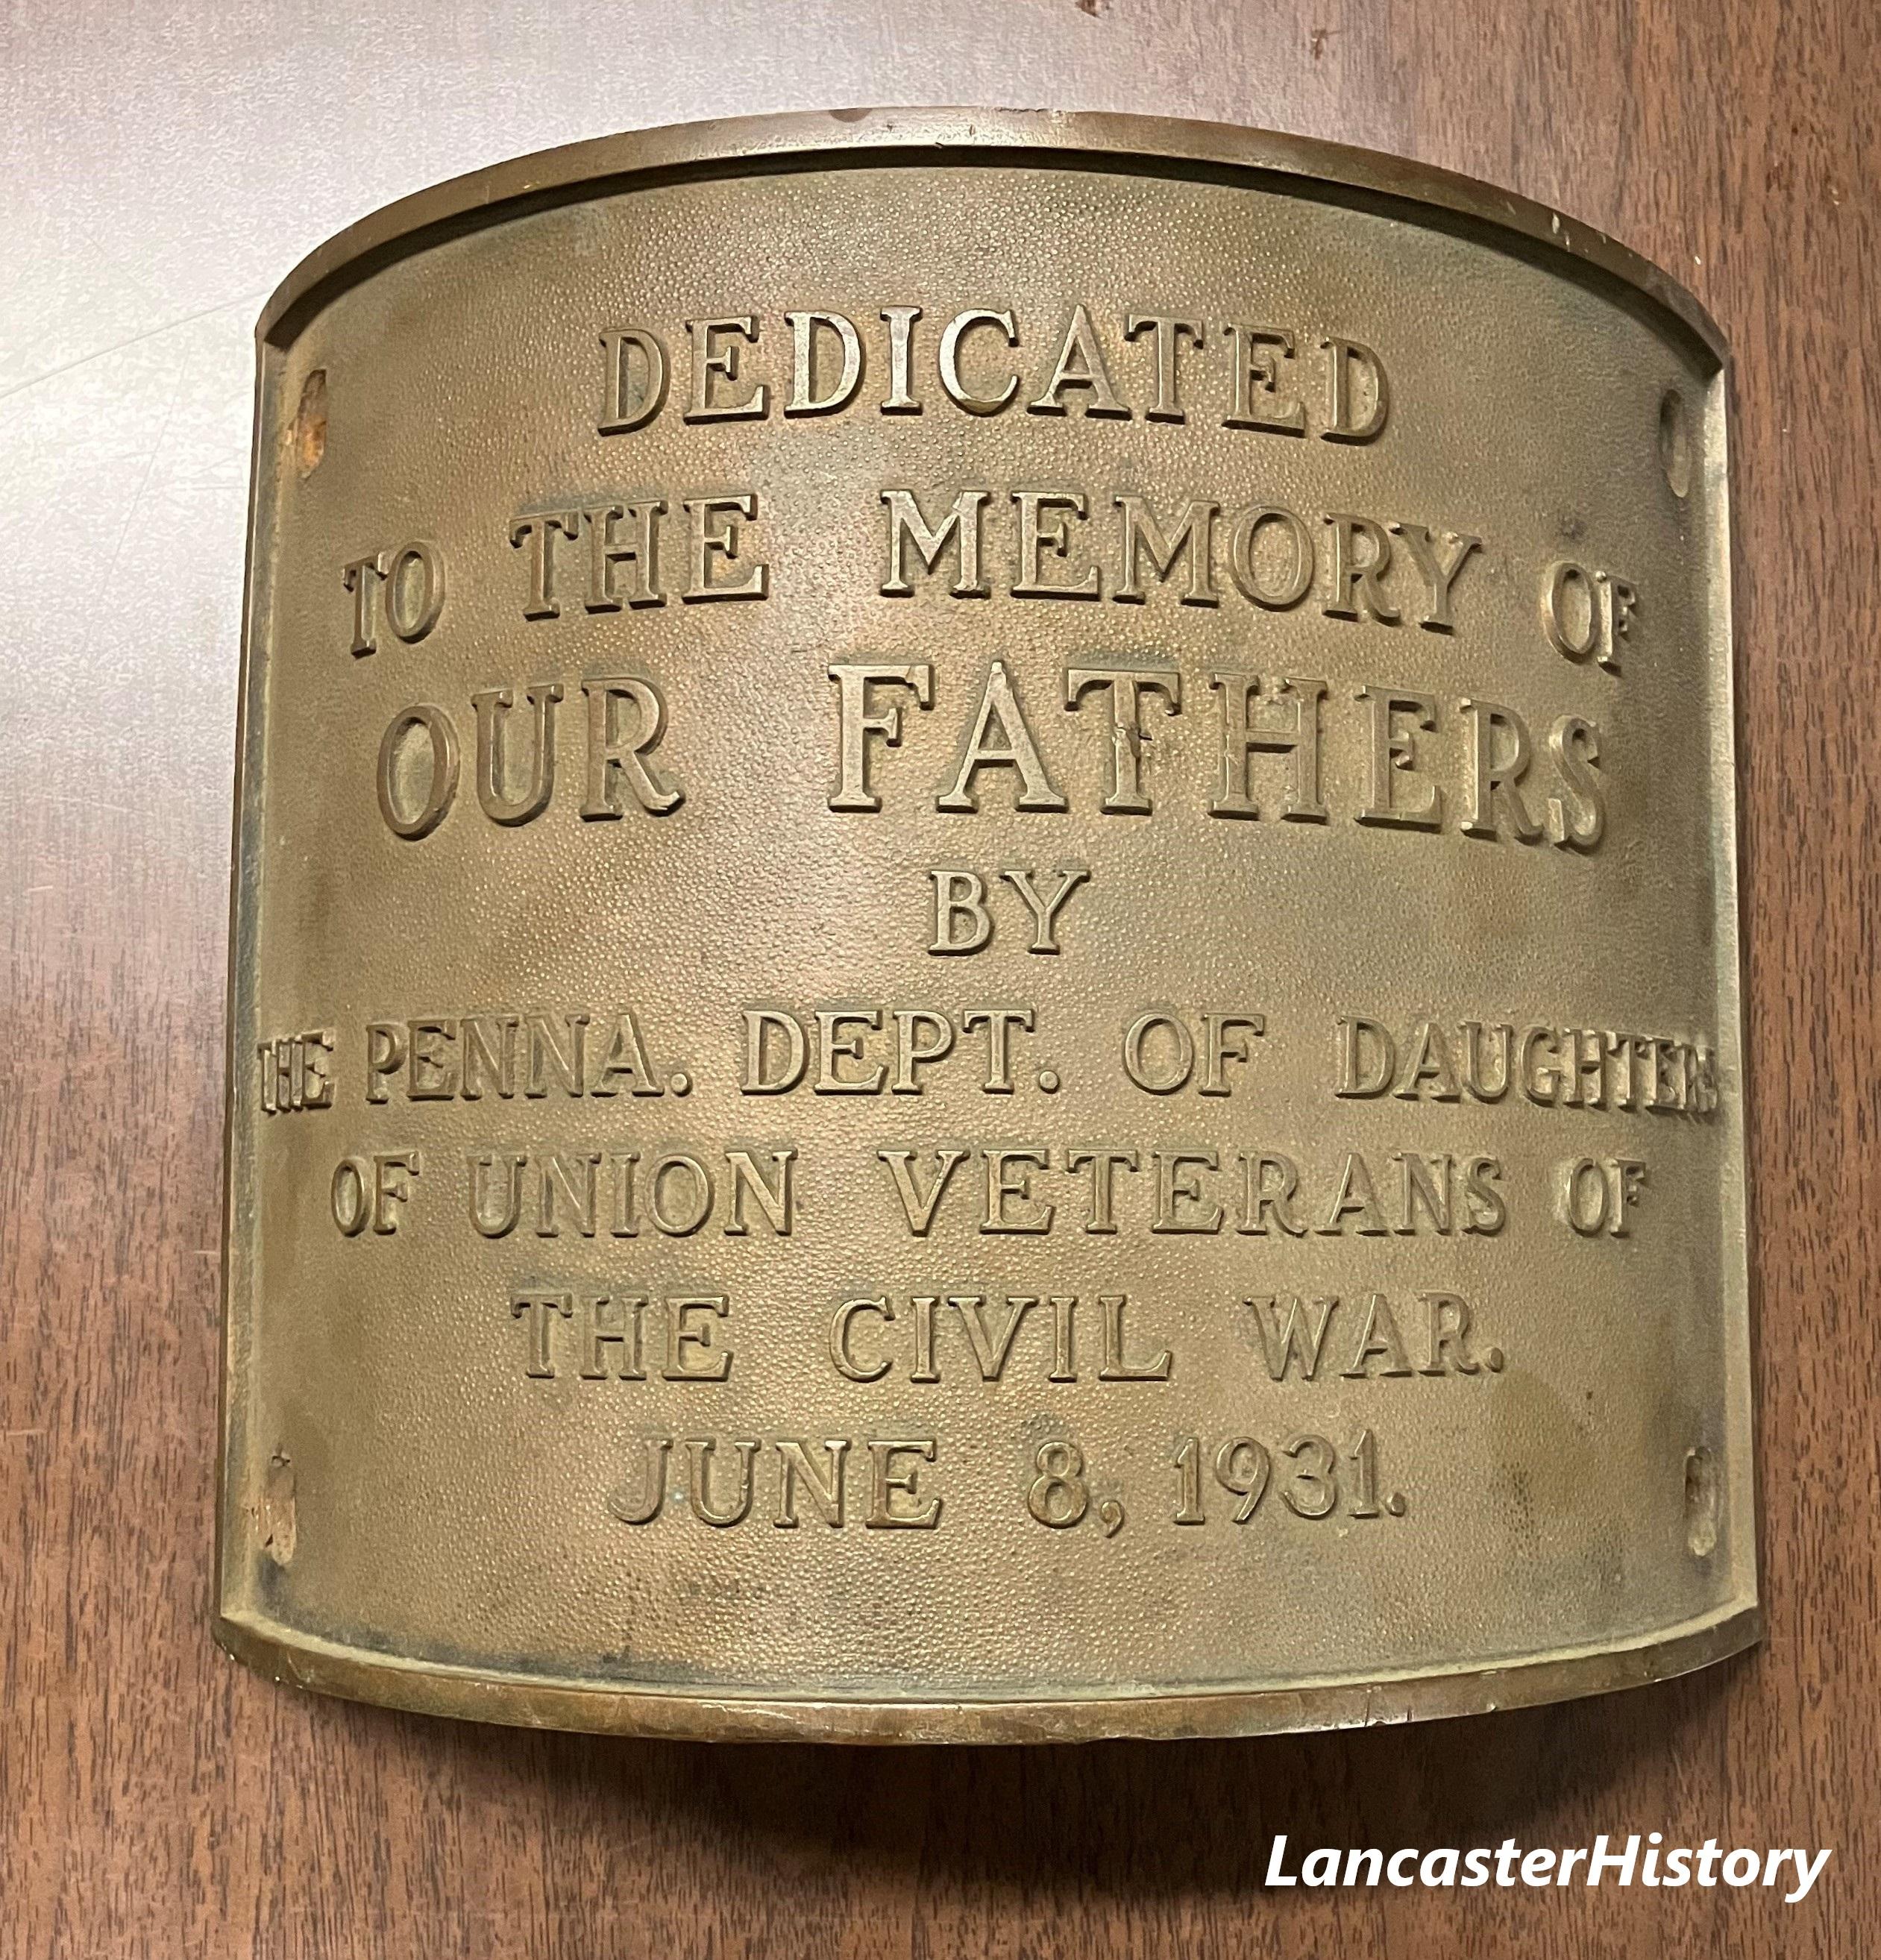 DEDICATED
TO THE MEMORY OF
OUR FATHERS
BY
THE PENNA. DEPT. OF DAUGHTERS
OF UNION VETERANS OF
THE CIVIL WAR.
JUNE 8, 1931.
LancasterHistory